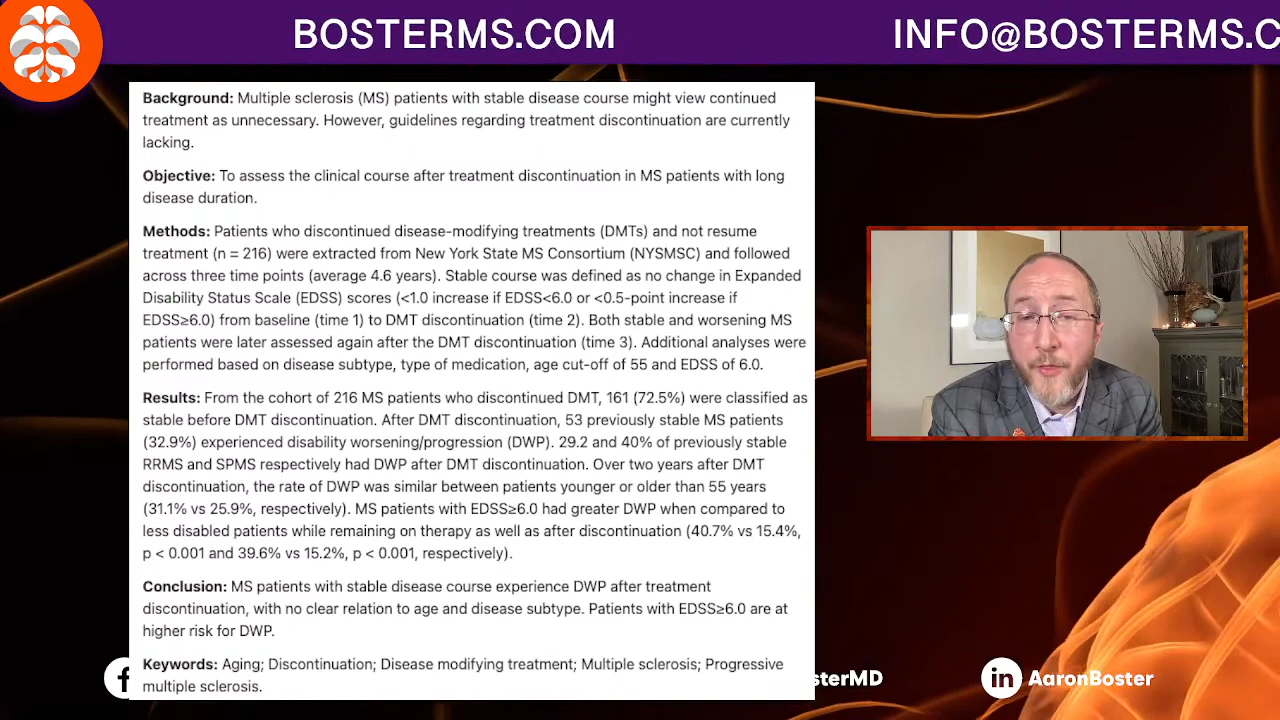 BOSTERMS.COM
INFO@BOSTERMS.C
Background: Multiple sclerosis (MS) patients with stable disease course might view continued
treatment as unnecessary. However, guidelines regarding treatment discontinuation are currently
lacking.
Objective: To assess the clinical course after treatment discontinuation in MS patients with long
disease duration.
Methods: Patients who discontinued disease-modifying treatments (DMTs) and not resume
treatment (n = 216) were extracted from New York State MS Consortium (NYSMSC) and followed
across three time points (average 4.6 years). Stable course was defined as no change in Expanded
Disability Status Scale (EDSS) scores (<1.0 increase if EDSS<6.0 or <0.5-point increase if
EDSS≥6.0) from baseline (time 1) to DMT discontinuation (time 2). Both stable and worsening MS
patients were later assessed again after the DMT discontinuation (time 3). Additional analyses were
performed based on disease subtype, type of medication, age cut-off of 55 and EDSS of 6.0.
Results: From the cohort of 216 MS patients who discontinued DMT, 161 (72.5%) were classified as
stable before DMT discontinuation. After DMT discontinuation, 53 previously stable MS patients
(32.9%) experienced disability worsening/progression (DWP). 29.2 and 40% of previously stable
RRMS and SPMS respectively had DWP after DMT discontinuation. Over two years after DMT
discontinuation, the rate of DWP was similar between patients younger or older than 55 years
(31.1% vs 25.9%, respectively). MS patients with EDSS≥6.0 had greater DWP when compared to
less disabled patients while remaining on therapy as well as after discontinuation (40.7% vs 15.4%,
p < 0.001 and 39.6% vs 15.2%, p < 0.001, respectively).
Conclusion: MS patients with stable disease course experience DWP after treatment
discontinuation, with no clear relation to age and disease subtype. Patients with EDSS≥6.0 are at
higher risk for DWP.
Keywords: Aging; Discontinuation; Disease modifying treatment; Multiple sclerosis; Progressive
multiple sclerosis.
f
sterMD
in AaronBoster